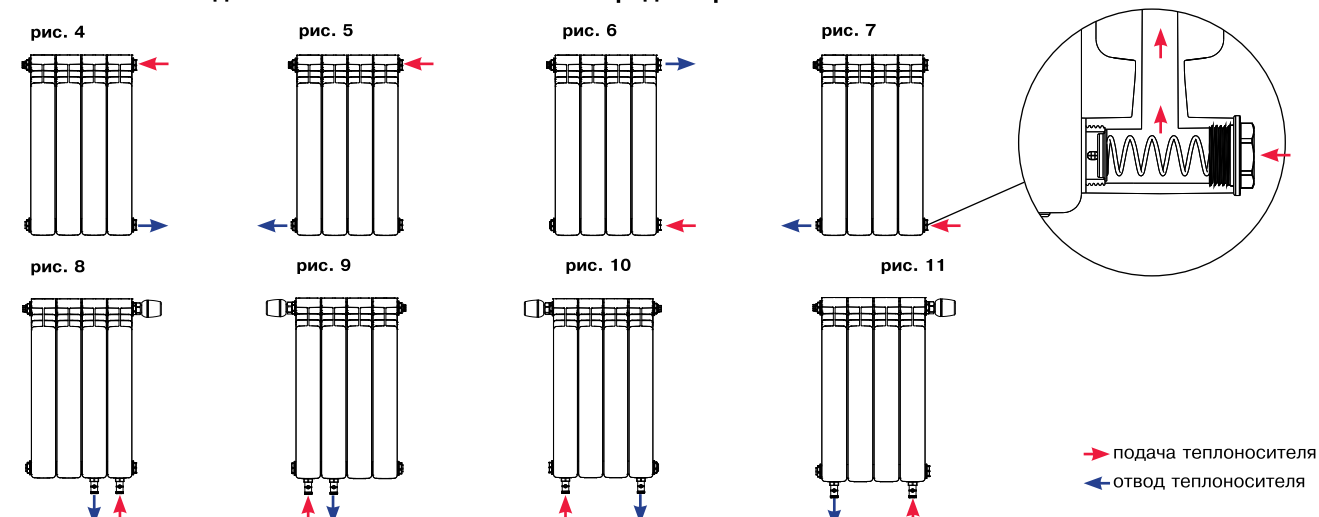 рис. 4
рис. 5
рис. 6
рис. 7
рис. 8
рис. 9
рис. 10
рис. 11
подача теплоносителя
отвод теплоносителя